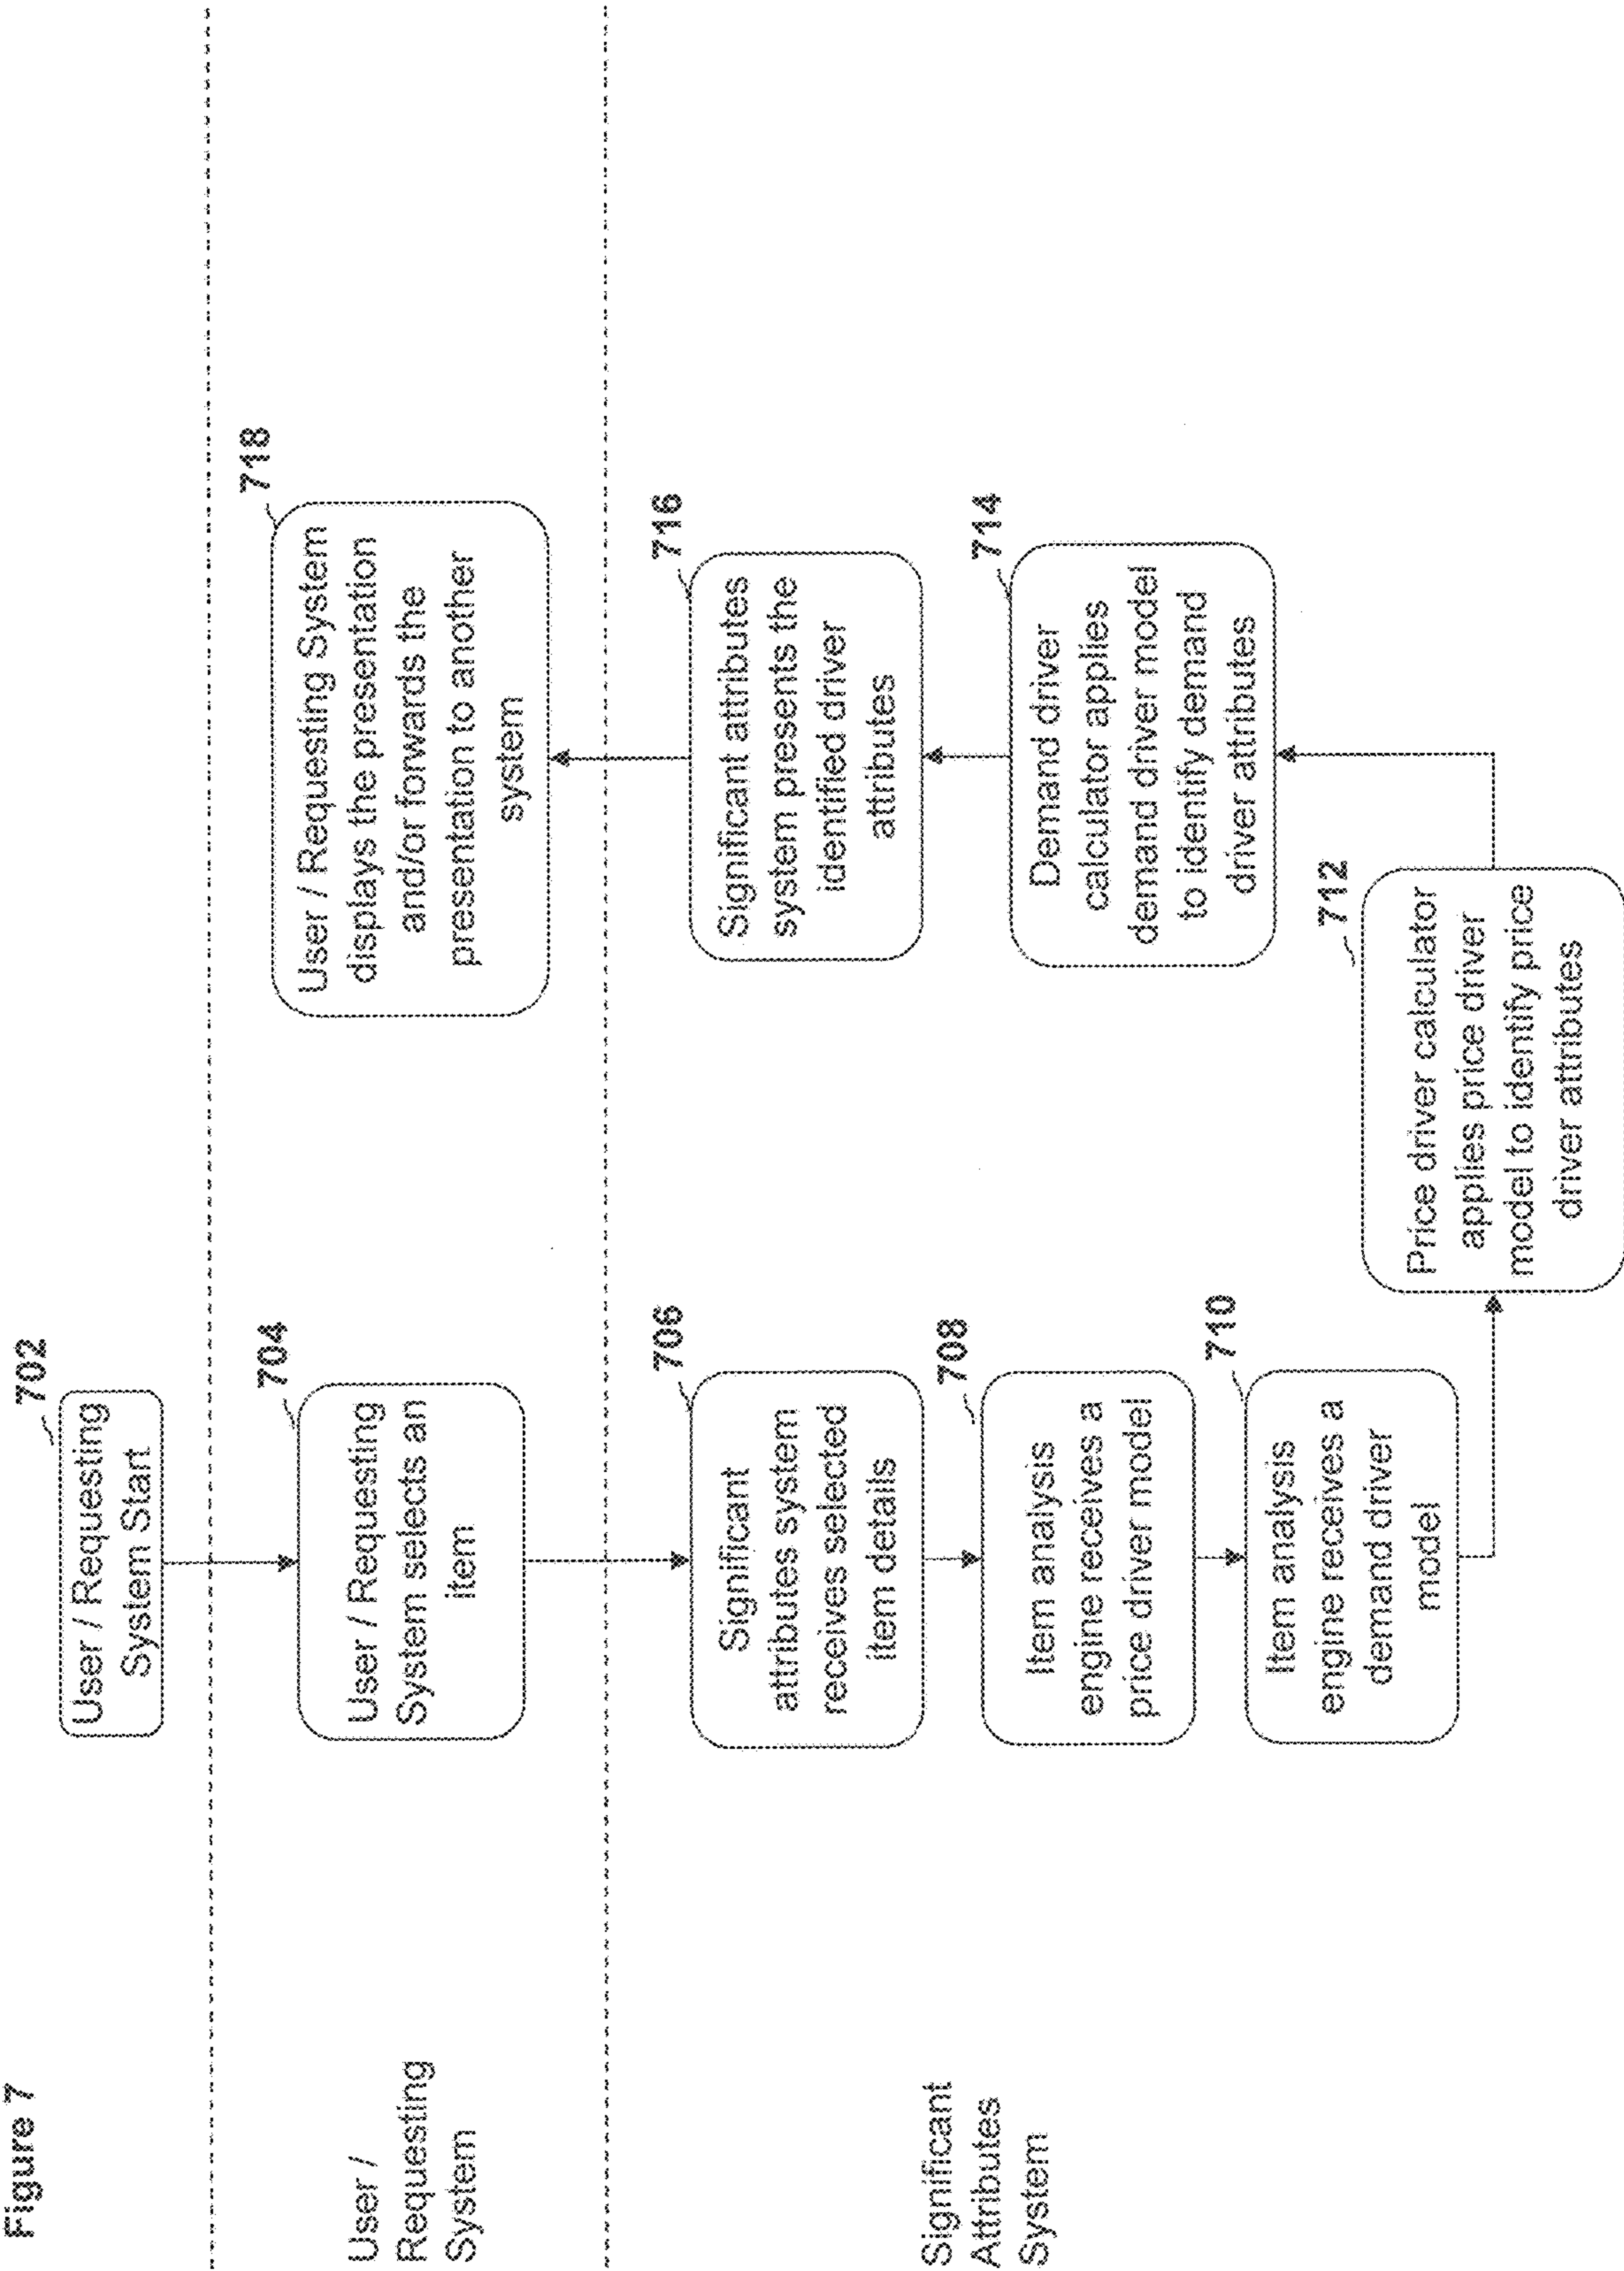 Figure 7
702
User / Requesting
System Start
User /
Requesting
System
704
User / Requesting
System selects an
item
718
User / Requesting System
displays the presentation
and/or forwards the
presentation to another
system
Significant
Attributes
System
706
Significant
attributes system
receives selected
item details
708
Item analysis
engine receives a
price driver model
710
Item analysis
engine receives a
demand driver
model
712
Price driver calculator
applies price driver
model to identify price
driver attributes
714
Demand driver
calculator applies
demand driver model
to identify demand
driver attributes
716
Significant attributes
system presents the
identified driver
attributes